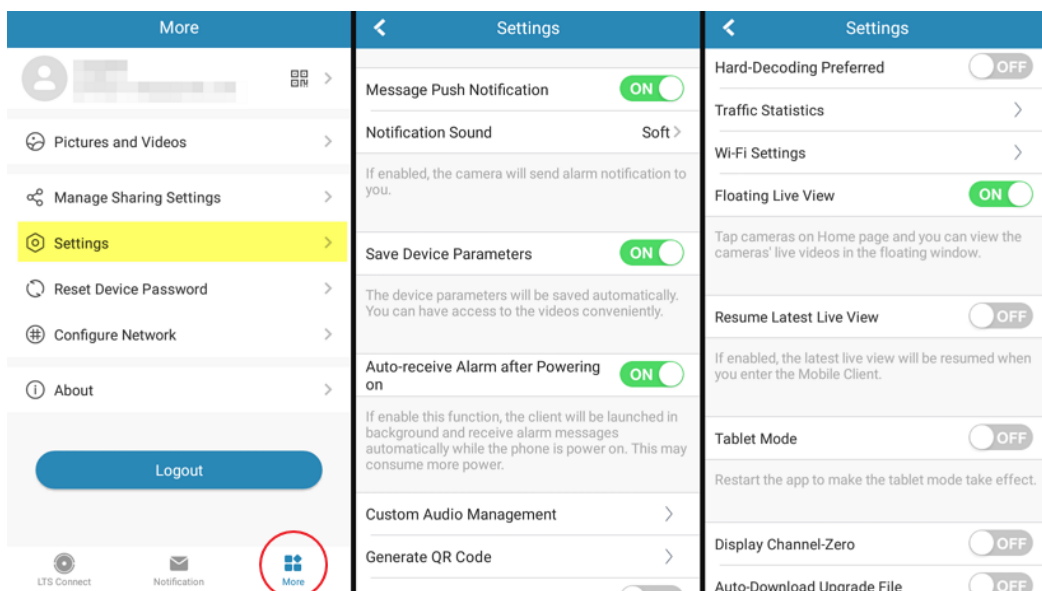 More
Pictures and Videos
Manage Sharing Settings
Settings
Reset Device Password
Configure Network
About
Logout
LTS Connect
Notification
More
Settings
Message Push Notification
ON
Notification Sound
Soft
If enabled, the camera will send alarm notification to
you.
Save Device Parameters
ON
The device parameters will be saved automatically.
You can have access to the videos conveniently.
Auto-receive Alarm after Powering
on
ON
If enable this function, the client will be launched in
background and receive alarm messages
automatically while the phone is power on. This may
consume more power.
Custom Audio Management
Generate QR Code
Settings
Hard-Decoding Preferred
OFF
Traffic Statistics
Wi-Fi Settings
Floating Live View
ON
Tap cameras on Home page and you can view the
cameras' live videos in the floating window.
Resume Latest Live View
OFF
If enabled, the latest live view will be resumed when
you enter the Mobile Client.
Tablet Mode
OFF
Restart the app to make the tablet mode take effect.
Display Channel-Zero
OFF
Auto-Download Upgrade File
OFF